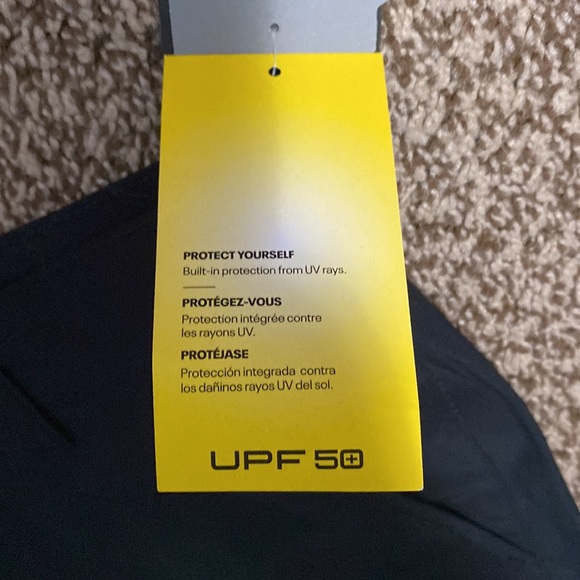 PROTECT YOURSELF
Built-in protection from UV rays.
PROTÉGEZ-VOUS
Protection intégrée contre
les rayons UV.
PROTÉJASE
Protección integrada contra
los dañinos rayos UV del sol.
UPF 50+